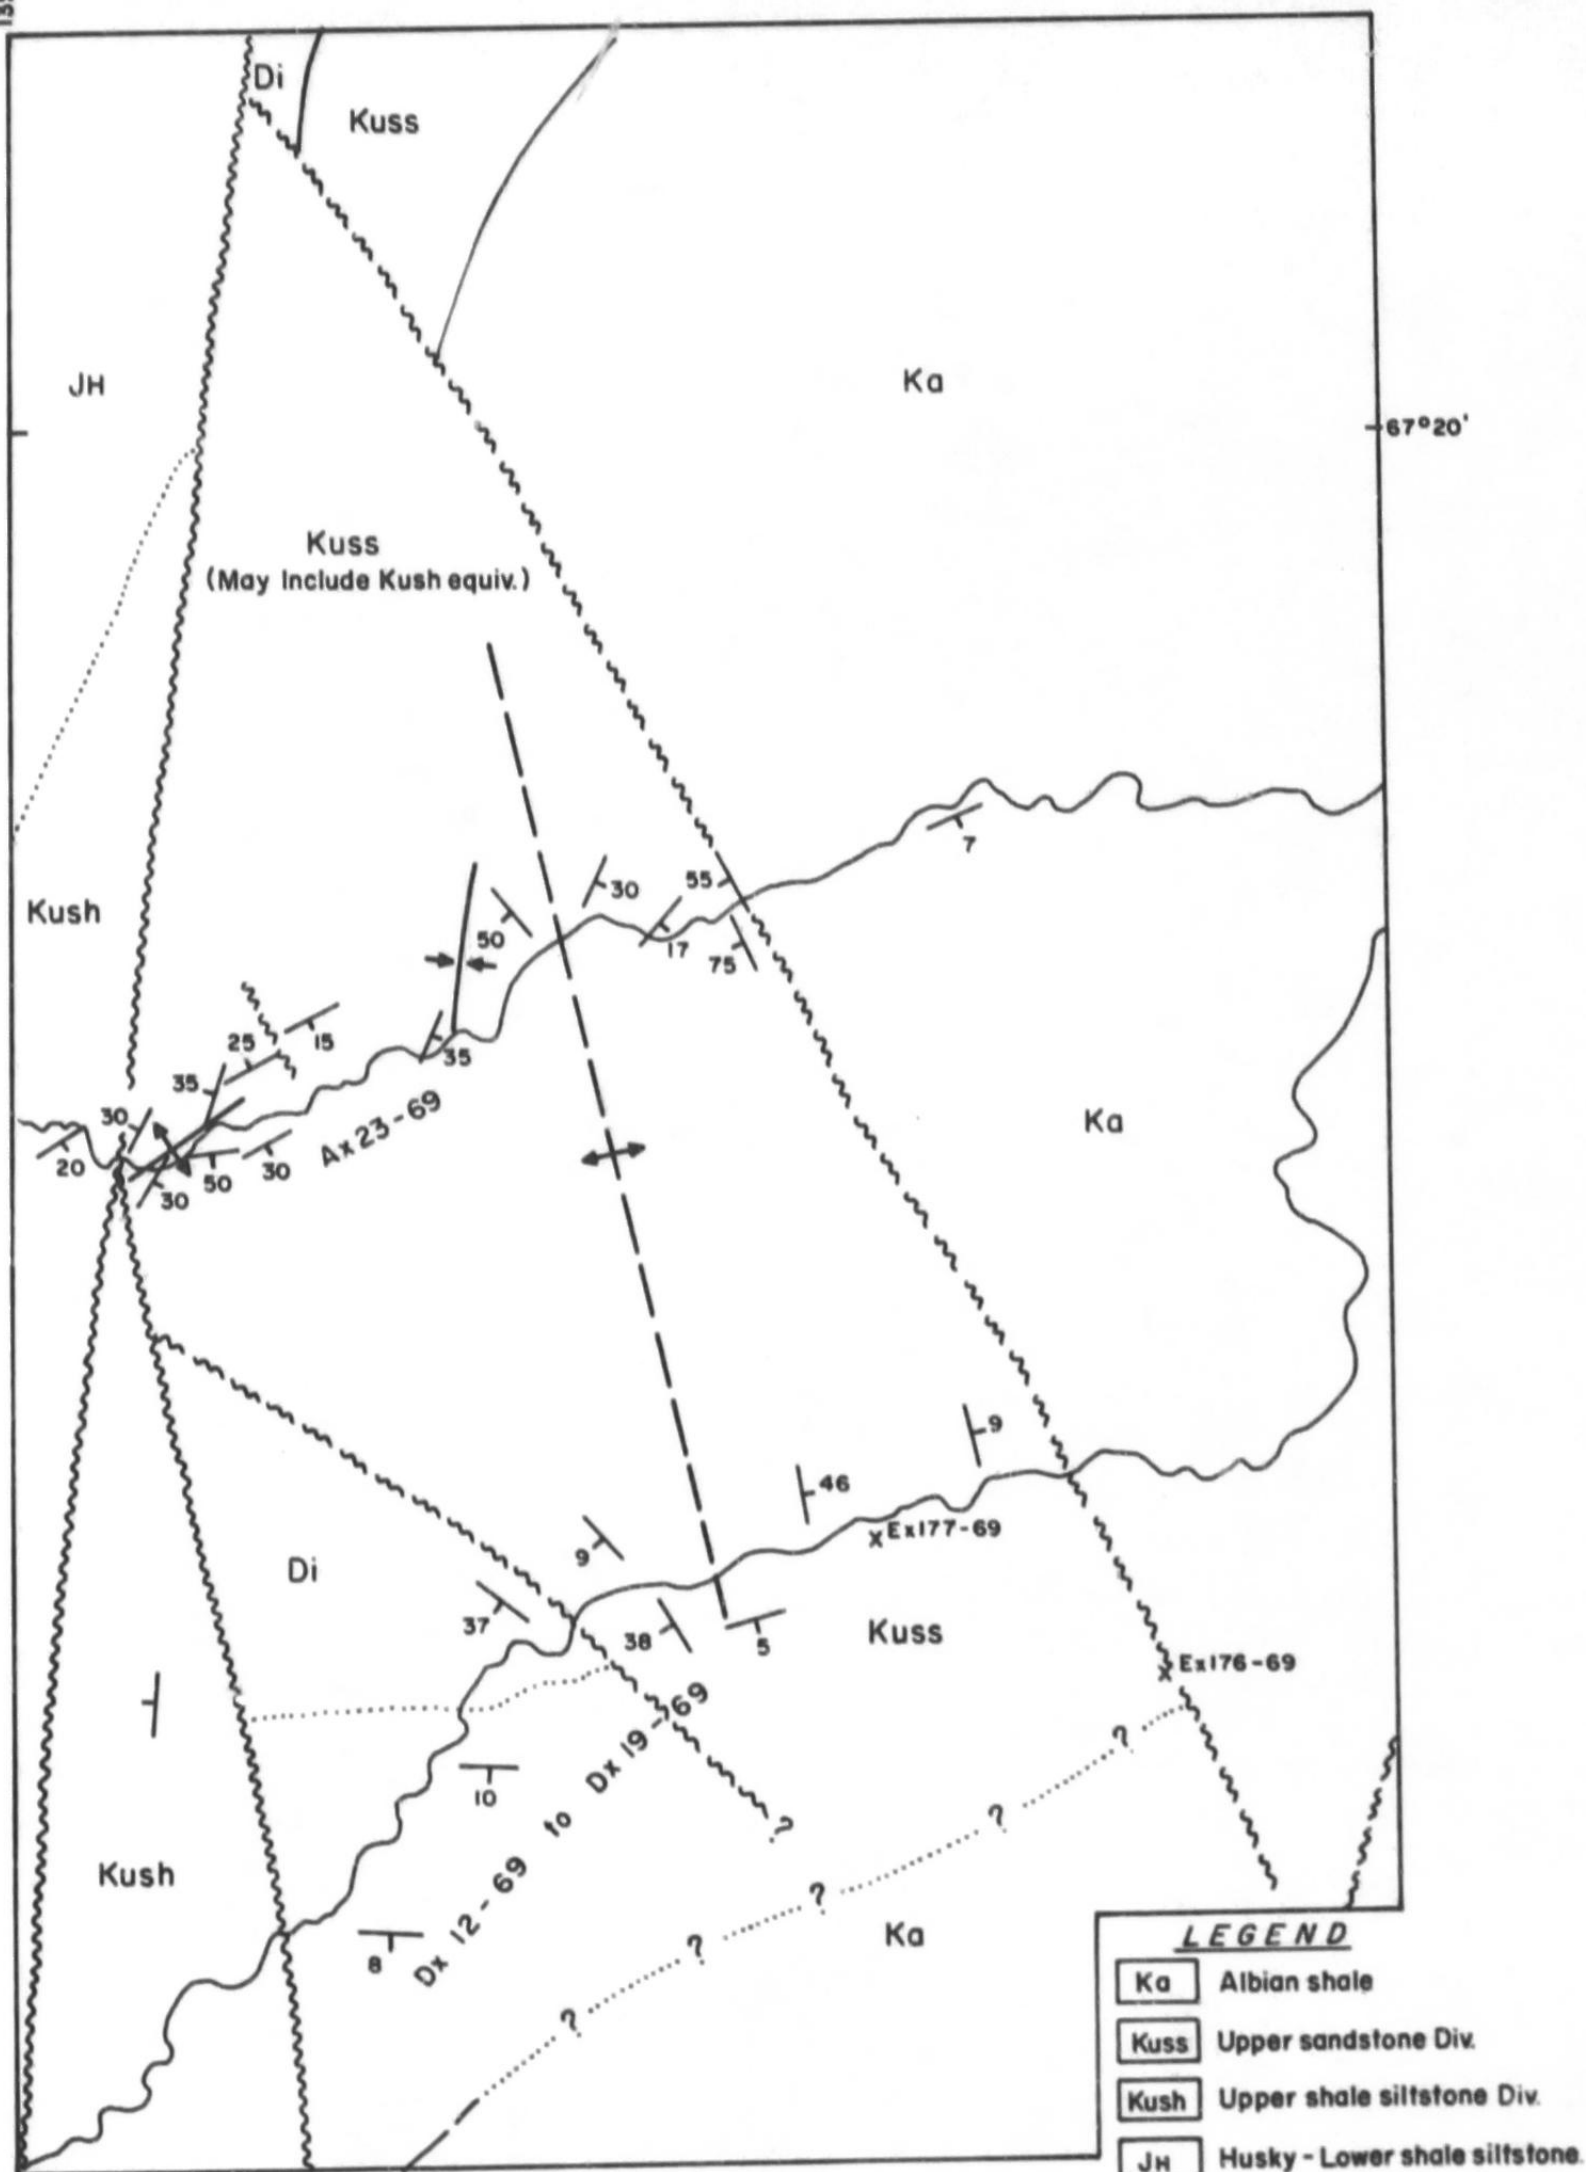 Di
Kuss
JH
Ka
67°20'
Kuss
(May Include Kush equiv.)
7
Kush
55
30
50
17
75
25
15
35
35
30
Ax 23-69
Ka
20
50
30
30
9
46
Ex177-69
9
Di
37
38
5
Kuss
Ex176-69
Dx 12-69 to Dx 19-69
?
10
?
?
Kush
?
?
Ka
8
?
LEGEND
Ka Albian shale
Kuss Upper sandstone Div.
Kush Upper shale siltstone Div.
JH Husky - Lower shale siltstone